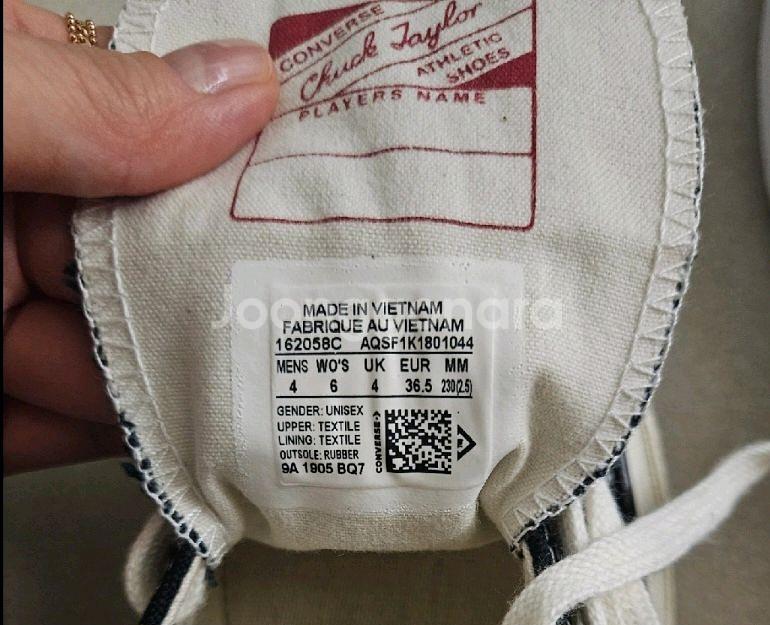 CONVERSE
Chuck Taylor
ATHLETIC
SHOES
PLAYERS NAME
MADE IN VIETNAM
FABRIQUE AU VIETNAM
162058C AQSF1K1801044
MENS WO'S UK EUR MM
4 6 4 36.5 230(2.5)
GENDER: UNISEX
UPPER: TEXTILE
LINING: TEXTILE
OUTSOLE: RUBBER
9A 1905 BQ7
CONVERSE